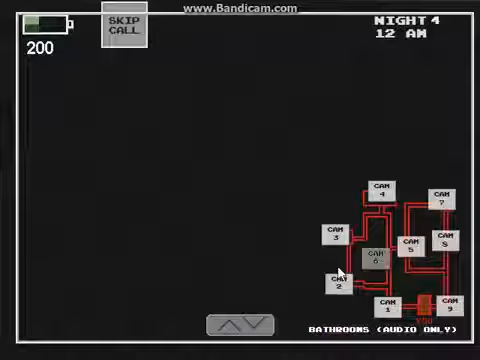 www.Bandicam.com
SKIP
CALL
NIGHT 4
12 AM
200
CAM
4
CAM
7
CAM
3
CAM
8
CAM
5
CAM
6
CAM
2
CAM
1
CAM
9
YOU
BATHROOMS (AUDIO ONLY)